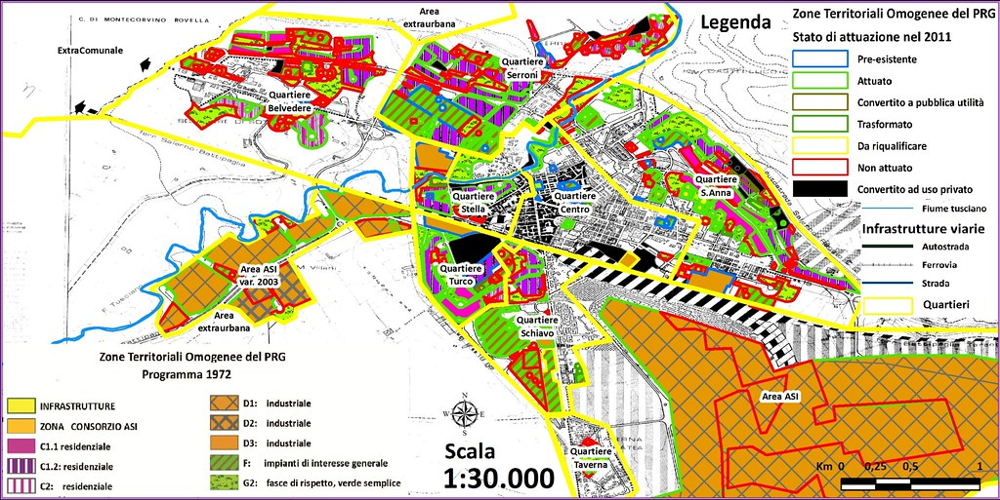 C. DI MONTECORVINO ROVELLA
Area
extraurbana
Legenda
Zone Territoriali Omogenee del PRG
Stato di attuazione nel 2011
Pre-esistente
Attuato
Convertito a pubblica utilità
Trasformato
Da riqualificare
Non attuato
Convertito ad uso privato
Fiume tusciano
Infrastrutture viarie
Autostrada
Ferrovia
Strada
Quartieri
ExtraComunale
Quartiere
Serroni
Quartiere
Belvedere
Quartiere
S.Anna
Quartiere
Stella
Quartiere
Centro
Area ASI
var. 2003
Quartiere
Turco
Area
extraurbana
Quartiere
Schiavo
Area ASI
Quartiere
Taverna
Zone Territoriali Omogenee del PRG
Programma 1972
INFRASTRUTTURE
ZONA CONSORZIO ASI
C1.1 residenziale
C1.2: residenziale
C2: residenziale
D1: industriale
D2: industriale
D3: industriale
F: impianti di interesse generale
G2: fasce di rispetto, verde semplice
N
W E
S
Scala
1:30.000
Km 0 0,25 0,5 1